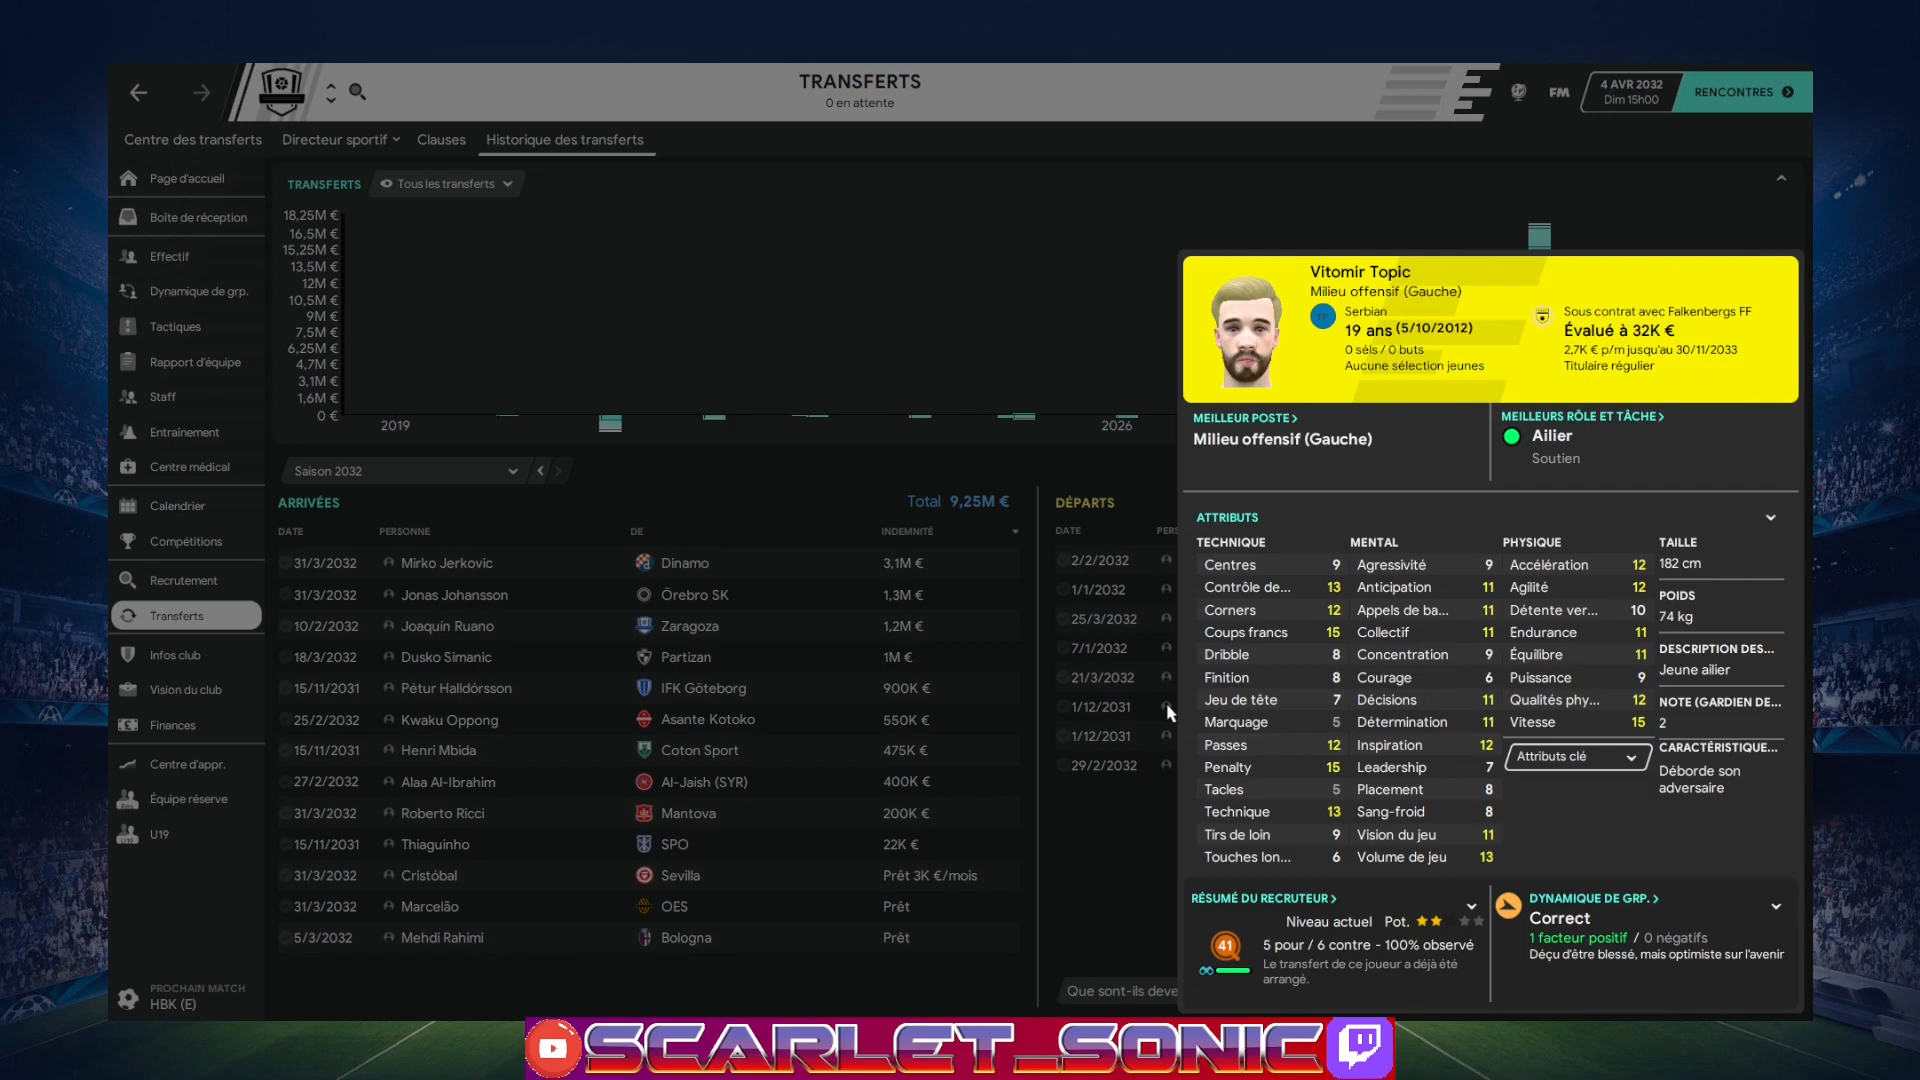 TRANSFERTS
0 en attente
FM
4 AVR 2032
Dim 15h00
RENCONTRES
Centre des transferts
Directeur sportif
Clauses
Historique des transferts
Page d'accueil
Boîte de réception
Effectif
Dynamique de grp.
Tactiques
Rapport d'équipe
Staff
Entraînement
Centre médical
Calendrier
Compétitions
Recrutement
Transferts
Infos club
Vision du club
Finances
Centre d'appr.
Équipe réserve
U19
PROCHAIN MATCH
HBK (E)
TRANSFERTS
Tous les transferts
18,25M €
16,5M €
15,25M €
13,5M €
12M €
10,5M €
9M €
7,5M €
6,25M €
4,7M €
3,1M €
1,6M €
0 €
2019
2026
Saison 2032
ARRIVÉES
Total 9,25M €
DATE PERSONNE DE INDEMNITÉ
31/3/2032 Mirko Jerkovic Dinamo 3,1M €
31/3/2032 Jonas Johansson Örebro SK 1,3M €
10/2/2032 Joaquín Ruano Zaragoza 1,2M €
18/3/2032 Dusko Simanic Partizan 1M €
15/11/2031 Pétur Halldórsson IFK Göteborg 900K €
25/2/2032 Kwaku Oppong Asante Kotoko 550K €
15/11/2031 Henri Mbida Coton Sport 475K €
27/2/2032 Alaa Al-Ibrahim Al-Jaish (SYR) 400K €
31/3/2032 Roberto Ricci Mantova 200K €
15/11/2031 Thiaguinho SPO 22K €
31/3/2032 Cristóbal Sevilla Prêt 3K €/mois
31/3/2032 Marcelão OES Prêt
5/3/2032 Mehdi Rahimi Bologna Prêt
DÉPARTS
DATE PERS
2/2/2032
1/1/2032
25/3/2032
7/1/2032
21/3/2032
1/12/2031
1/12/2031
29/2/2032
Que sont-ils deve
Vitomir Topic
Milieu offensif (Gauche)
Serbian
19 ans (5/10/2012)
0 séls / 0 buts
Aucune sélection jeunes
Sous contrat avec Falkenbergs FF
Évalué à 32K €
2,7K € p/m jusqu'au 30/11/2033
Titulaire régulier
MEILLEUR POSTE>
Milieu offensif (Gauche)
MEILLEURS RÔLE ET TÂCHE>
Ailier
Soutien
ATTRIBUTS
TECHNIQUE
Centres 9
Contrôle de... 13
Corners 12
Coups francs 15
Dribble 8
Finition 8
Jeu de tête 7
Marquage 5
Passes 12
Penalty 15
Tacles 5
Technique 13
Tirs de loin 9
Touches lon... 6
MENTAL
Agressivité 9
Anticipation 11
Appels de ba... 11
Collectif 11
Concentration 9
Courage 6
Décisions 11
Détermination 11
Inspiration 12
Leadership 7
Placement 8
Sang-froid 8
Vision du jeu 11
Volume de jeu 13
PHYSIQUE
Accélération 12
Agilité 12
Détente ver... 10
Endurance 11
Équilibre 11
Puissance 9
Qualités phy... 12
Vitesse 15
Attributs clé
TAILLE
182 cm
POIDS
74 kg
DESCRIPTION DES...
Jeune ailier
NOTE (GARDIEN DE...
2
CARACTÉRISTIQUE...
Déborde son
adversaire
RÉSUMÉ DU RECRUTEUR>
Niveau actuel Pot.
41
5 pour / 6 contre - 100% observé
Le transfert de ce joueur a déjà été
arrangé.
DYNAMIQUE DE GRP.>
Correct
1 facteur positif / 0 négatifs
Déçu d'être blessé, mais optimiste sur l'avenir
SCARLET_SONIC